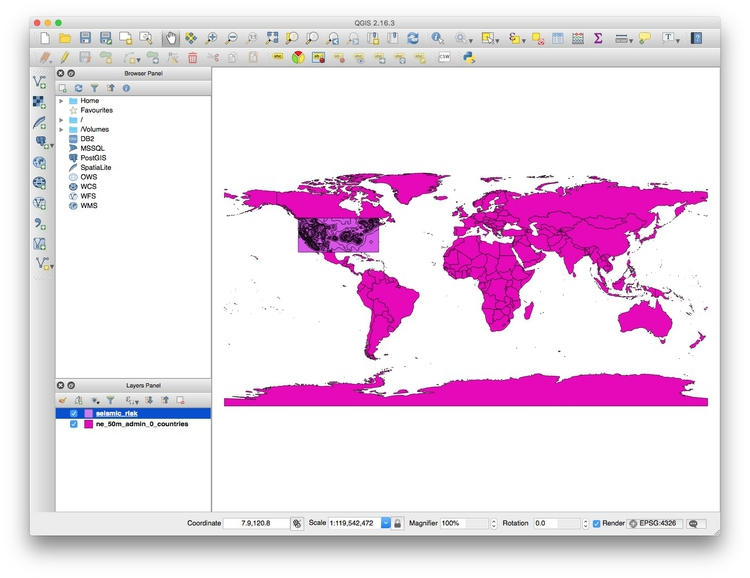 QGIS 2.16.3
Browser Panel
Home
Favourites
/
/Volumes
DB2
MSSQL
PostGIS
SpatiaLite
OWS
WCS
WFS
WMS
Layers Panel
seismic_risk
ne_50m_admin_0_countries
Coordinate 7.9,120.8 Scale 1:119,542,472 Magnifier 100% Rotation 0.0 Render EPSG:4326